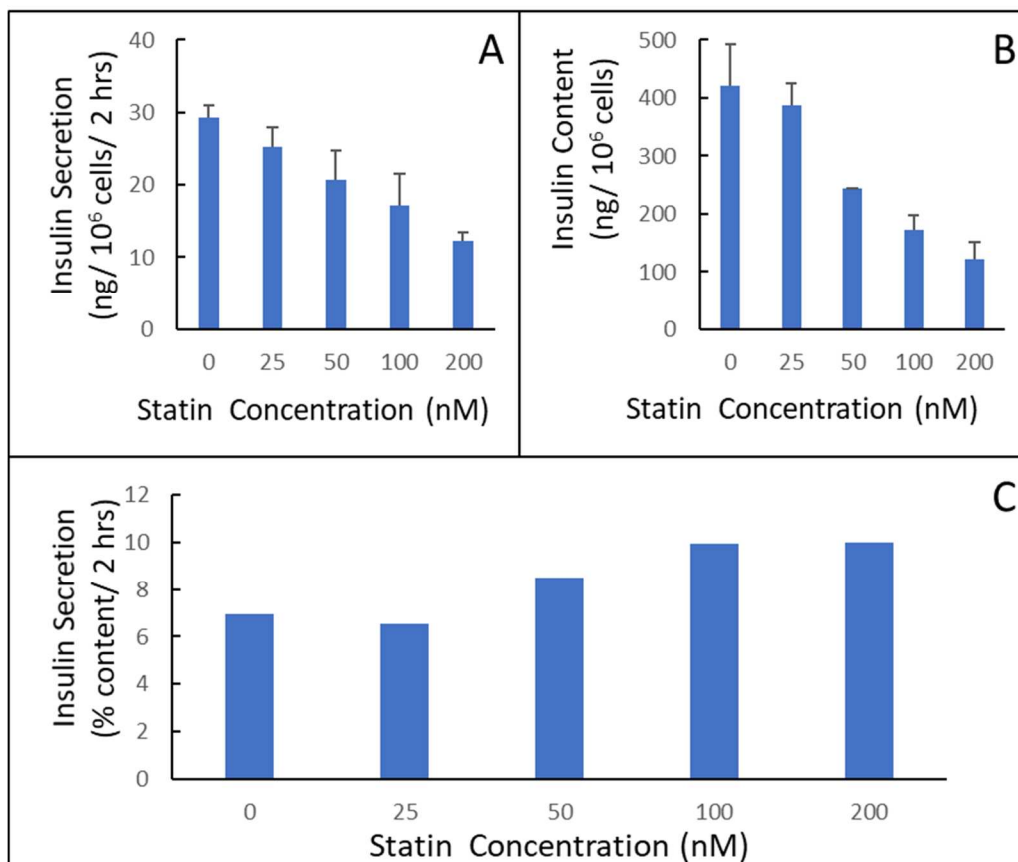 A
Insulin Secretion
(ng/ 10⁶ cells/ 2 hrs)
40
30
20
10
0
0 25 50 100 200
Statin Concentration (nM)
B
Insulin Content
(ng/ 10⁶ cells)
500
400
300
200
100
0
0 25 50 100 200
Statin Concentration (nM)
C
Insulin Secretion
(% content/ 2 hrs)
12
10
8
6
4
2
0
0 25 50 100 200
Statin Concentration (nM)